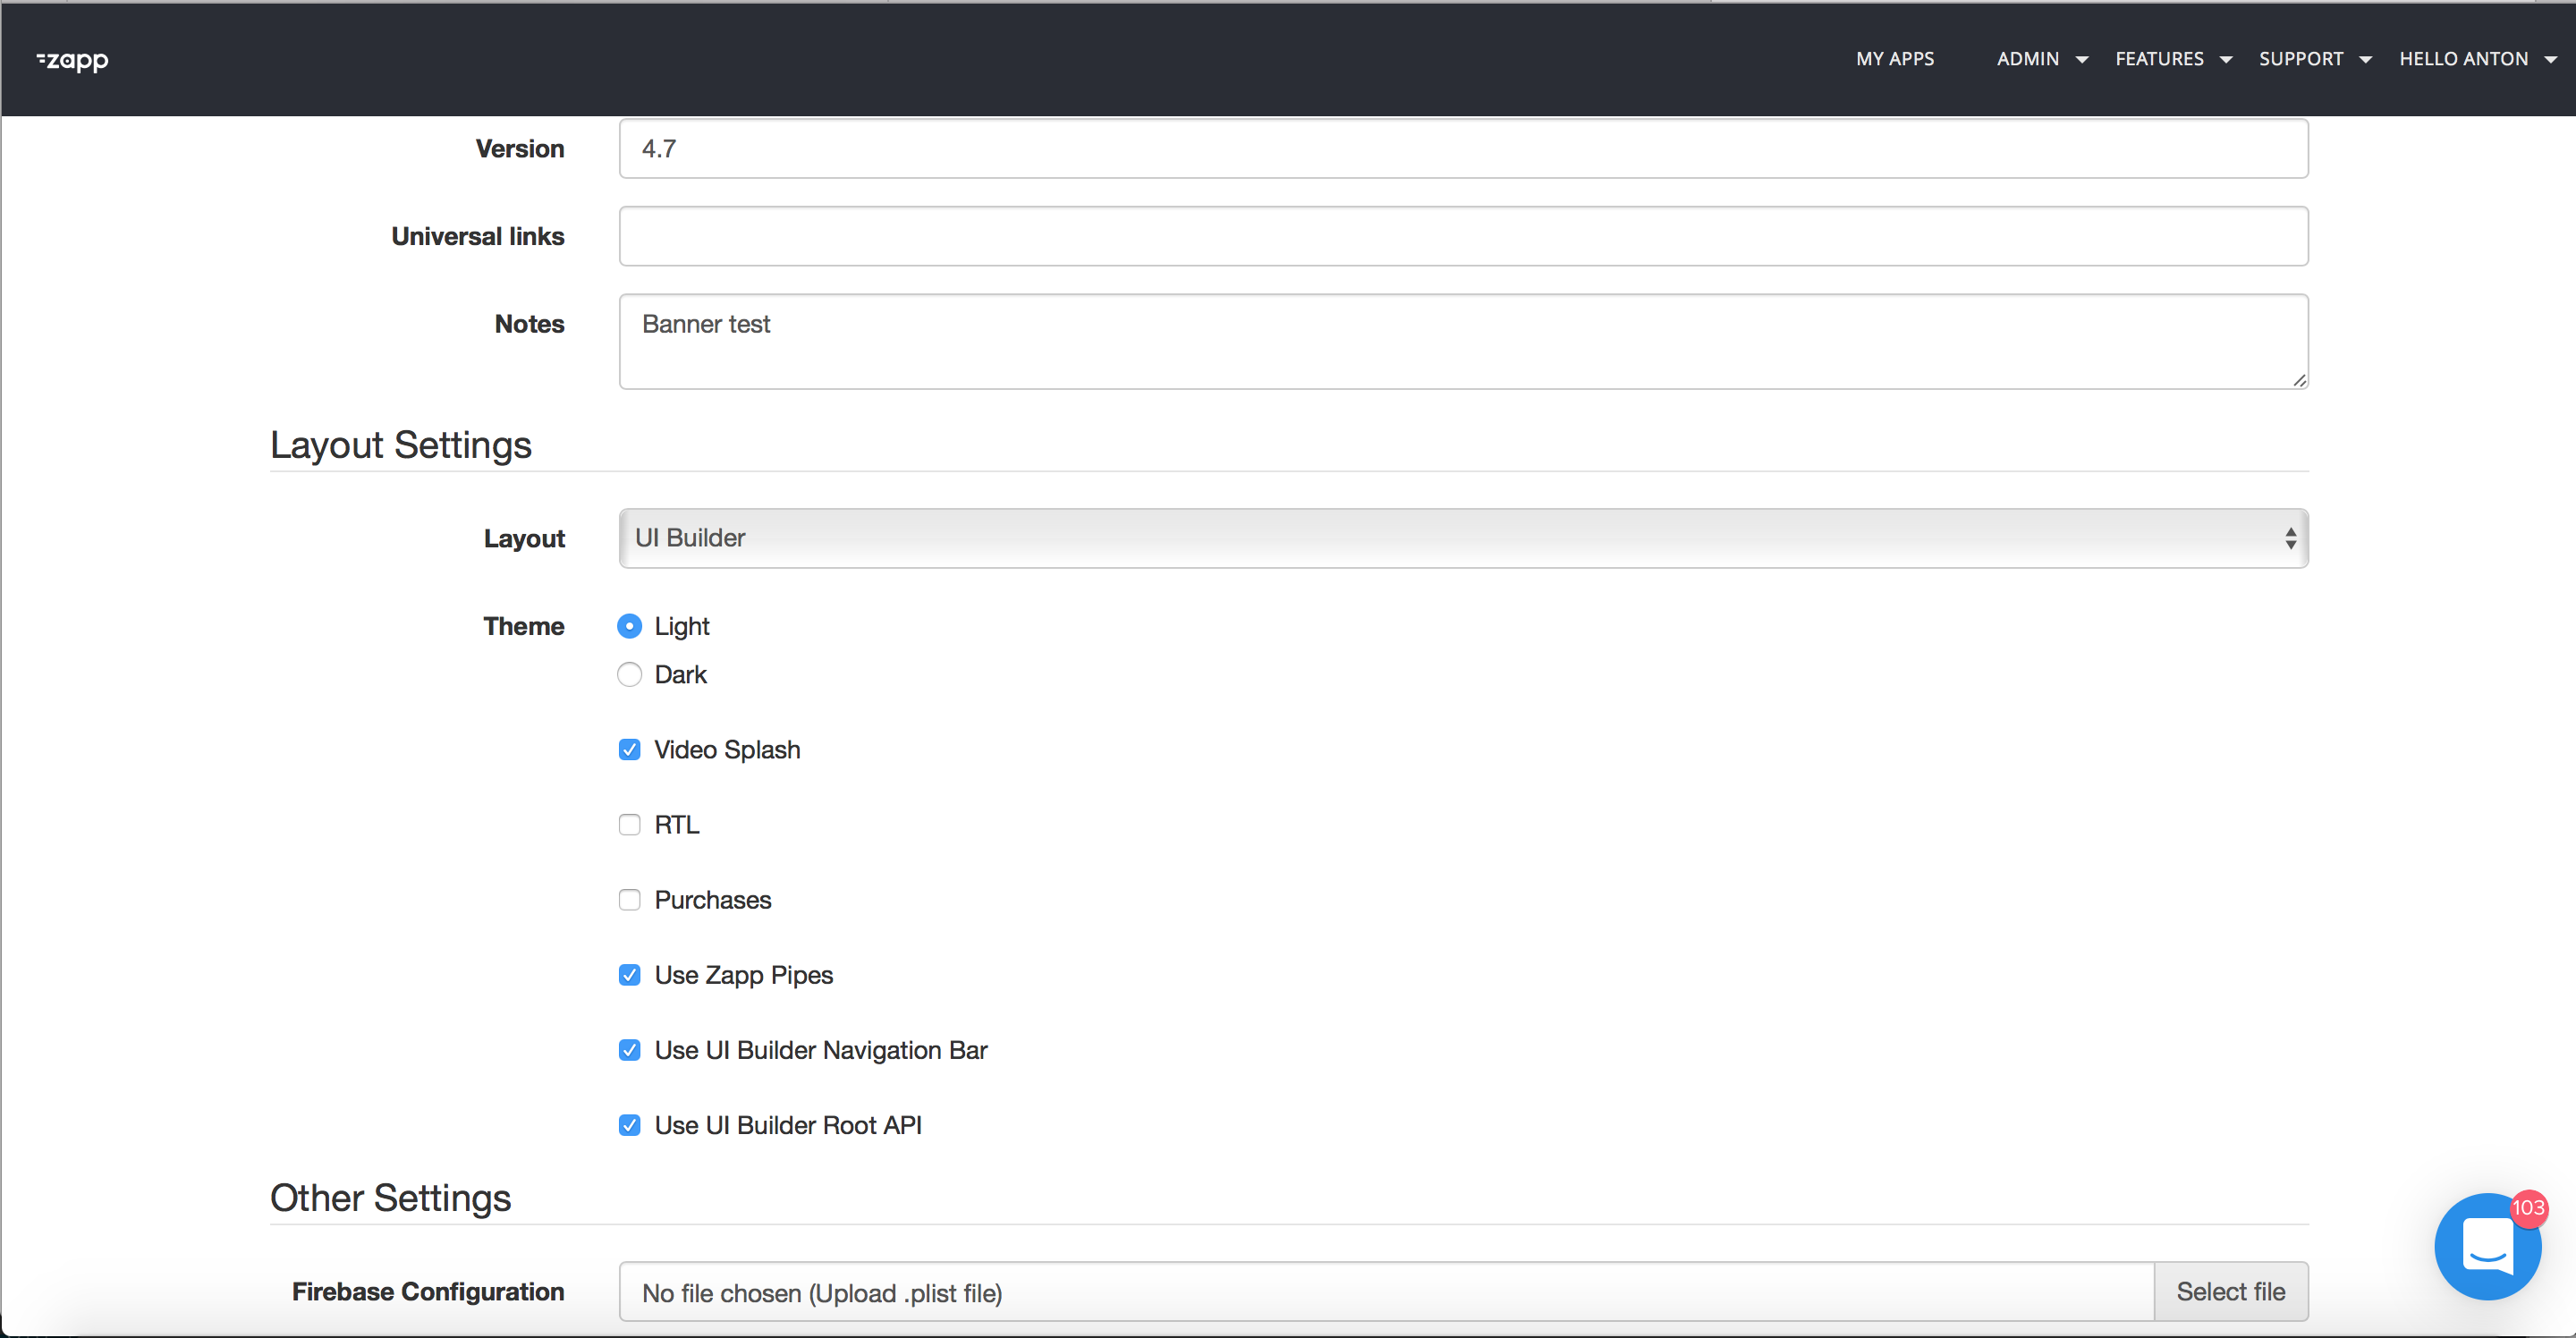 zapp
MY APPS ADMIN FEATURES SUPPORT HELLO ANTON
Version 4.7
Universal links
Notes Banner test
Layout Settings
Layout UI Builder
Theme Light
Dark
Video Splash
RTL
Purchases
Use Zapp Pipes
Use UI Builder Navigation Bar
Use UI Builder Root API
Other Settings
103
Firebase Configuration No file chosen (Upload .plist file) Select file